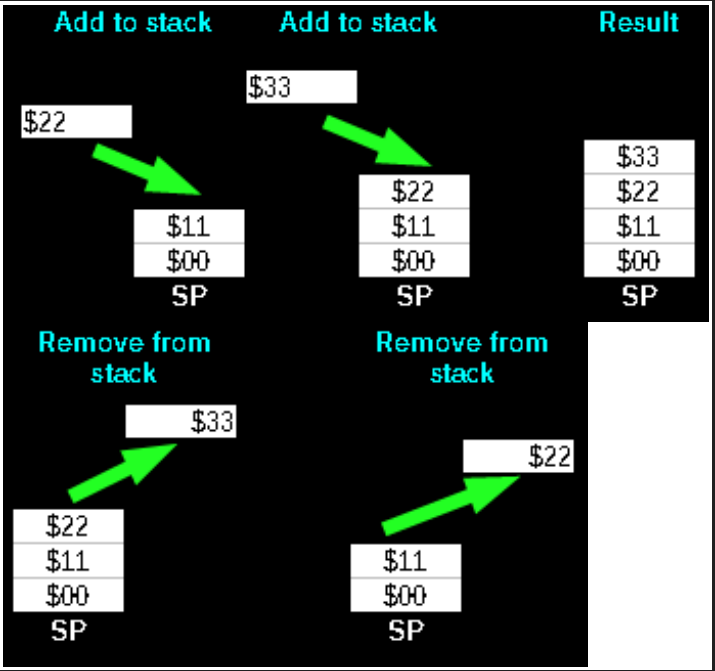 Add to stack
Add to stack
Result
$22
$33
$11
$00
SP
$22
$11
$00
SP
$33
$22
$11
$00
SP
Remove from
stack
$33
$22
$11
$00
SP
Remove from
stack
$22
$11
$00
SP